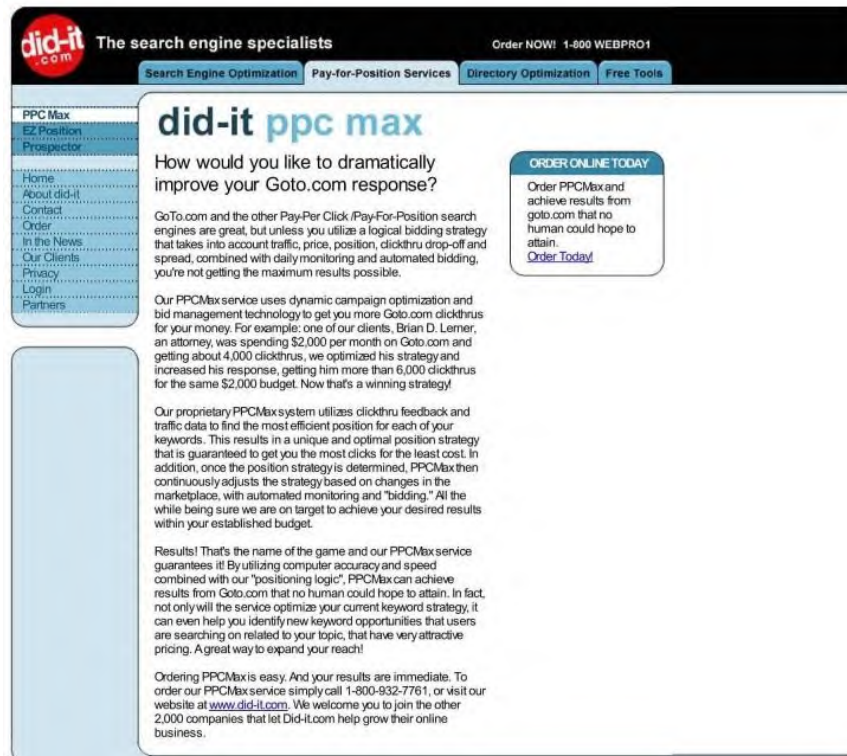 did-it
.com
The search engine specialists
Order NOW! 1-800 WEBPRO1
Search Engine Optimization
Pay-for-Position Services
Directory Optimization
Free Tools
PPC Max
EZ Position
Prospector
Home
About did-it
Contact
Order
In the News
Our Clients
Privacy
Login
Partners
did-it ppc max
How would you like to dramatically
improve your Goto.com response?
GoTo.com and the other Pay-Per Click /Pay-For-Position search
engines are great, but unless you utilize a logical bidding strategy
that takes into account traffic, price, position, clickthru drop-off and
spread, combined with daily monitoring and automated bidding,
you're not getting the maximum results possible.
Our PPCMax service uses dynamic campaign optimization and
bid management technology to get you more Goto.com clickthrus
for your money. For example: one of our clients, Brian D. Lerner,
an attorney, was spending $2,000 per month on Goto.com and
getting about 4,000 clickthrus, we optimized his strategy and
increased his response, getting him more than 6,000 clickthrus
for the same $2,000 budget. Now that's a winning strategy!
Our proprietary PPCMax system utilizes clickthru feedback and
traffic data to find the most efficient position for each of your
keywords. This results in a unique and optimal position strategy
that is guaranteed to get you the most clicks for the least cost. In
addition, once the position strategy is determined, PPCMax then
continuously adjusts the strategy based on changes in the
marketplace, with automated monitoring and "bidding." All the
while being sure we are on target to achieve your desired results
within your established budget.
Results! That's the name of the game and our PPCMax service
guarantees it! By utilizing computer accuracy and speed
combined with our "positioning logic", PPCMax can achieve
results from Goto.com that no human could hope to attain. In fact,
not only will the service optimize your current keyword strategy, it
can even help you identify new keyword opportunities that users
are searching on related to your topic, that have very attractive
pricing. A great way to expand your reach!
Ordering PPCMax is easy. And your results are immediate. To
order our PPCMax service simply call 1-800-932-7761, or visit our
website at www.did-it.com. We welcome you to join the other
2,000 companies that let Did-it.com help grow their online
business.
ORDER ONLINE TODAY
Order PPCMax and
achieve results from
goto.com that no
human could hope to
attain.
Order Today!